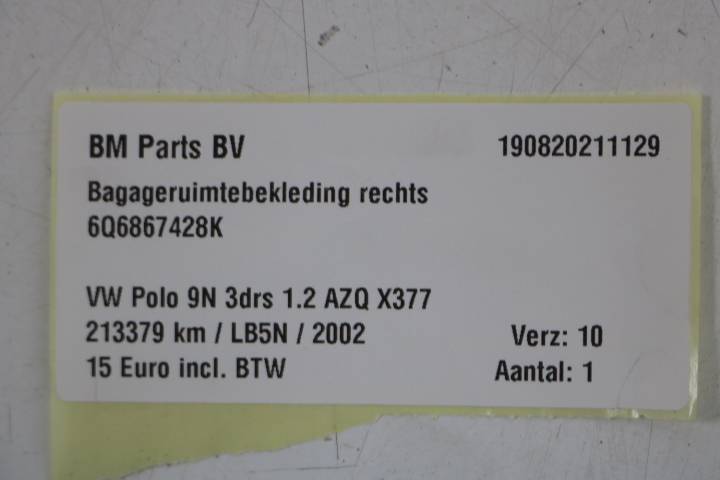 BM Parts BV 190820211129
Bagageruimtebekleding rechts
6Q6867428K
VW Polo 9N 3drs 1.2 AZQ X377
213379 km / LB5N / 2002 Verz: 10
15 Euro incl. BTW Aantal: 1